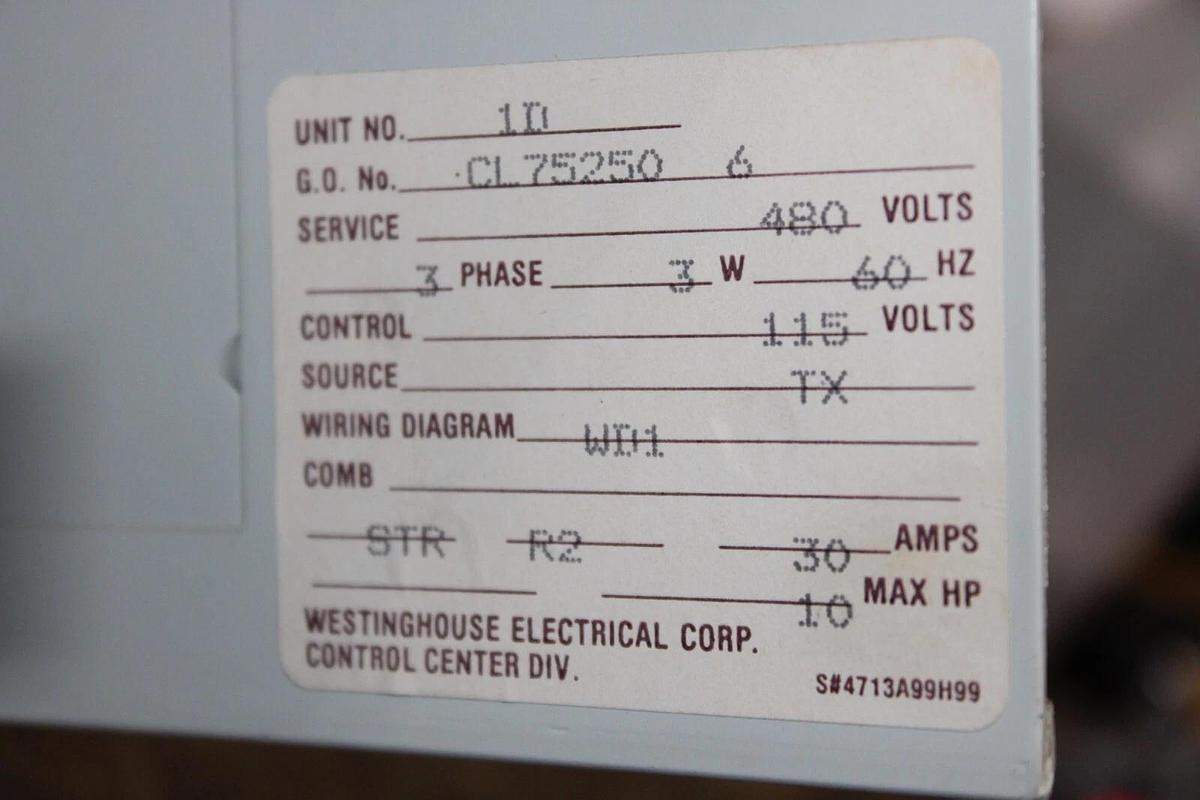 UNIT NO. 1D
G.O. No. CL75250 6
SERVICE 480 VOLTS
3 PHASE 3 W 60 HZ
CONTROL 115 VOLTS
SOURCE TX
WIRING DIAGRAM WD1
COMB
STR R2 30 AMPS
10 MAX HP
WESTINGHOUSE ELECTRICAL CORP.
CONTROL CENTER DIV.
S#4713A99H99